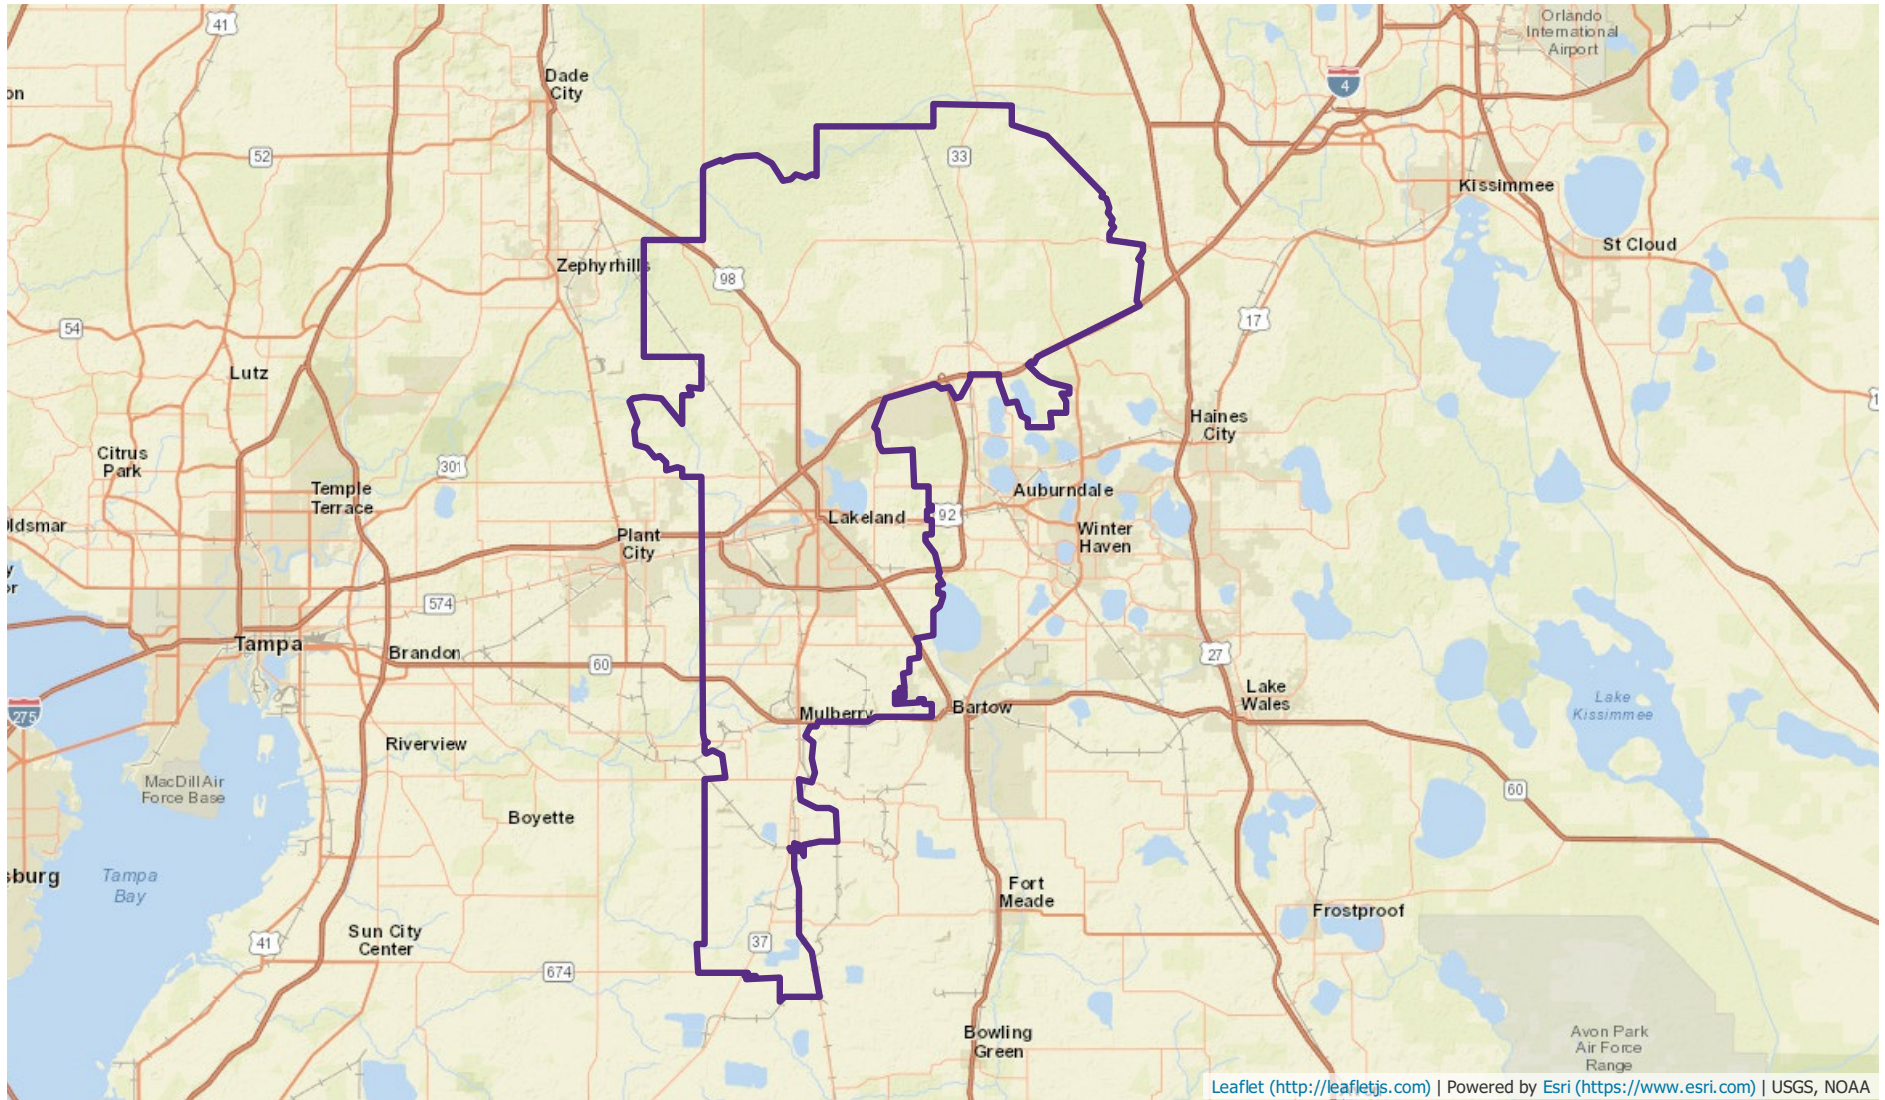 41
Orlando
International
Airport
Dade
City
4
on
52
33
Kissimmee
St Cloud
Zephyrhills
98
17
54
Lutz
1
Haines
City
Citrus
Park
301
Temple
Terrace
Auburndale
Oldsmar
Lakeland
92
Plant
City
Winter
Haven
y
or
574
Tampa
Brandon
60
27
Lake
Wales
275
Mulberry
Bartow
Lake
Kissimmee
Riverview
MacDill Air
Force Base
60
Boyette
sburg
Tampa
Bay
Fort
Meade
Frostproof
41
Sun City
Center
37
674
Bowling
Green
Avon Park
Air Force
Range
Leaflet (http://leafletjs.com) | Powered by Esri (https://www.esri.com) | USGS, NOAA